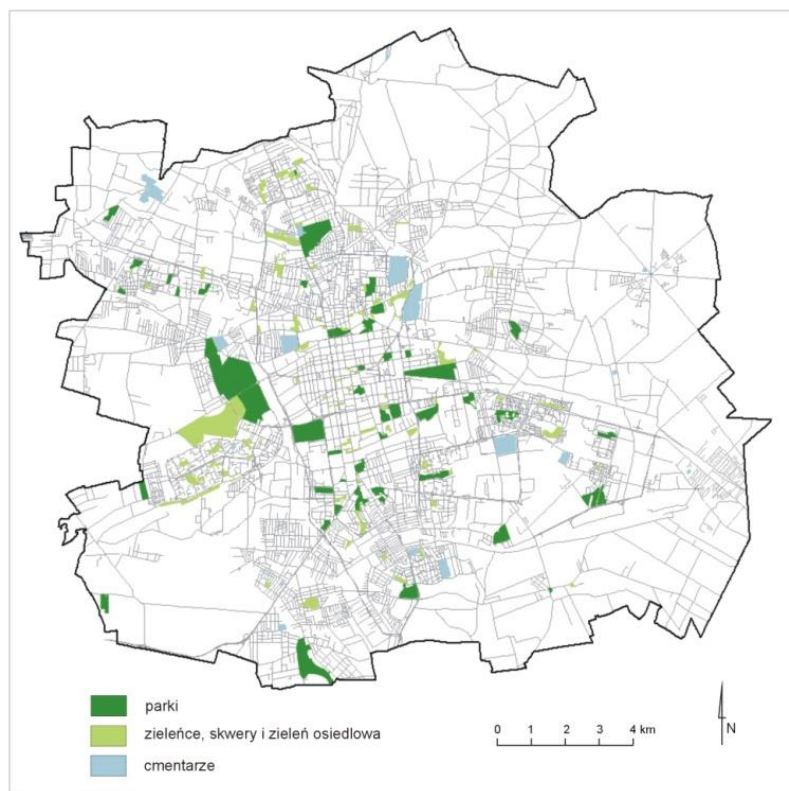 parki
zieleńce, skwery i zieleń osiedlowa
cmentarze
0 1 2 3 4 km
N